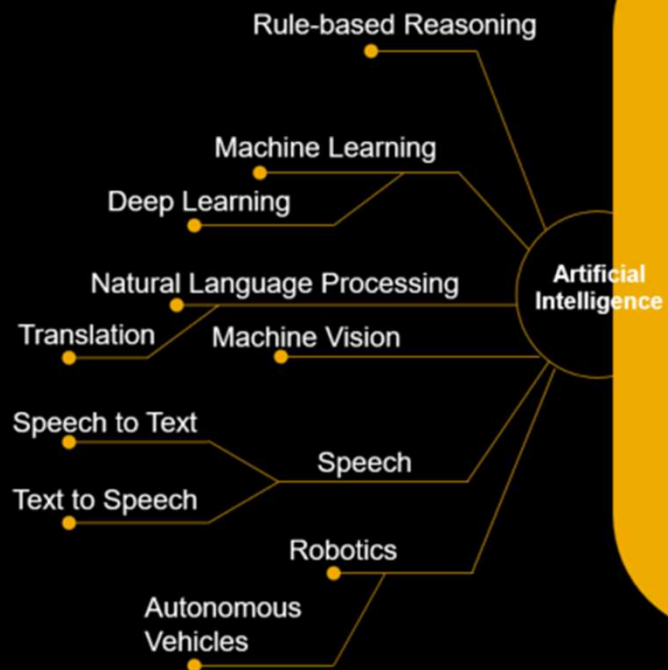 Rule-based Reasoning
Machine Learning
Deep Learning
Natural Language Processing
Translation
Machine Vision
Speech to Text
Speech
Text to Speech
Robotics
Autonomous
Vehicles
Artificial
Intelligence